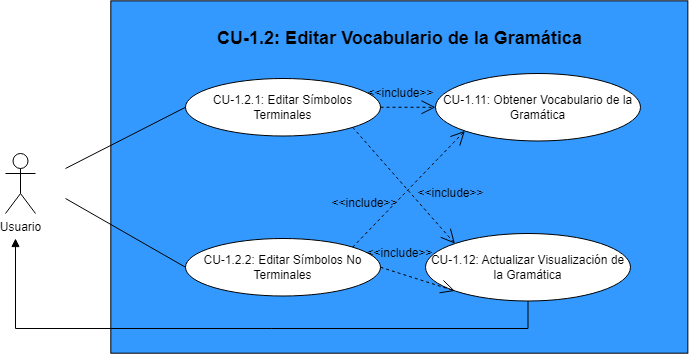 CU-1.2: Editar Vocabulario de la Gramática
CU-1.2.1: Editar Símbolos
Terminales
<<include>>
CU-1.11: Obtener Vocabulario de la
Gramática
<<include>>
<<include>>
Usuario
CU-1.2.2: Editar Símbolos No
Terminales
<<include>>
CU-1.12: Actualizar Visualización de
la Gramática